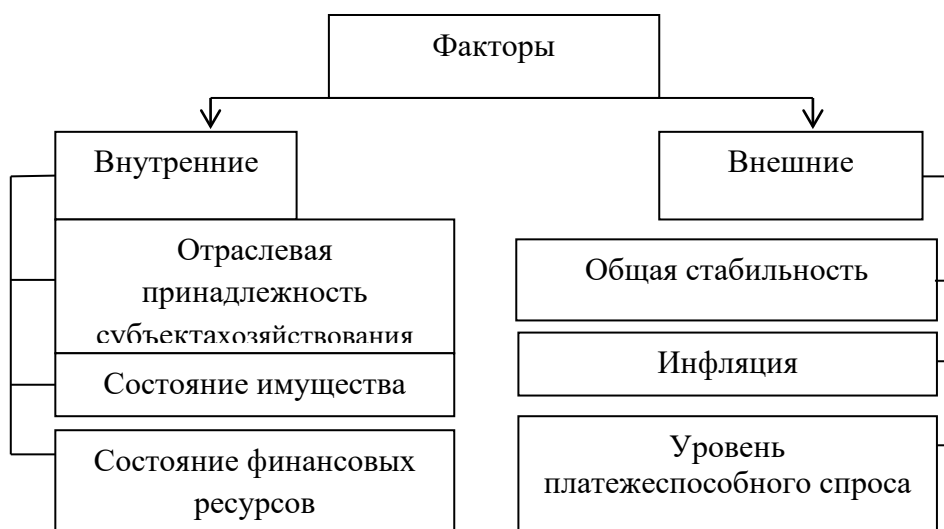 Факторы
Внутренние
Внешние
Отраслевая
принадлежность
субъектахозяйствования
Состояние имущества
Состояние финансовых
ресурсов
Общая стабильность
Инфляция
Уровень
платежеспособного спроса